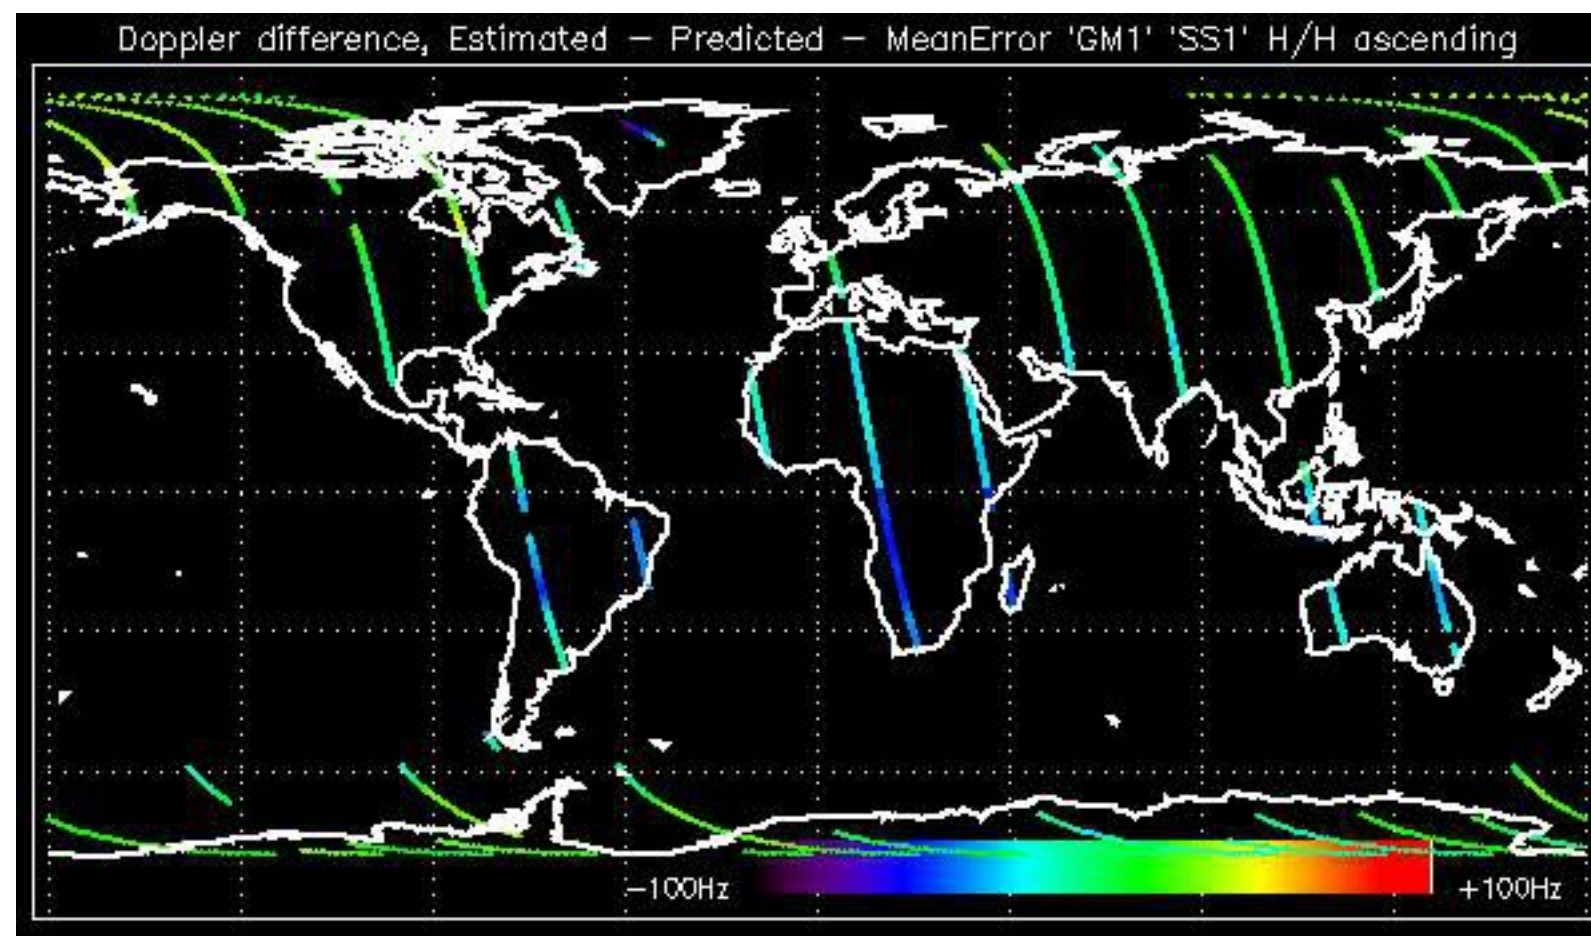 Doppler difference, Estimated – Predicted – MeanError 'GM1' 'SS1' H/H ascending
–100Hz +100Hz